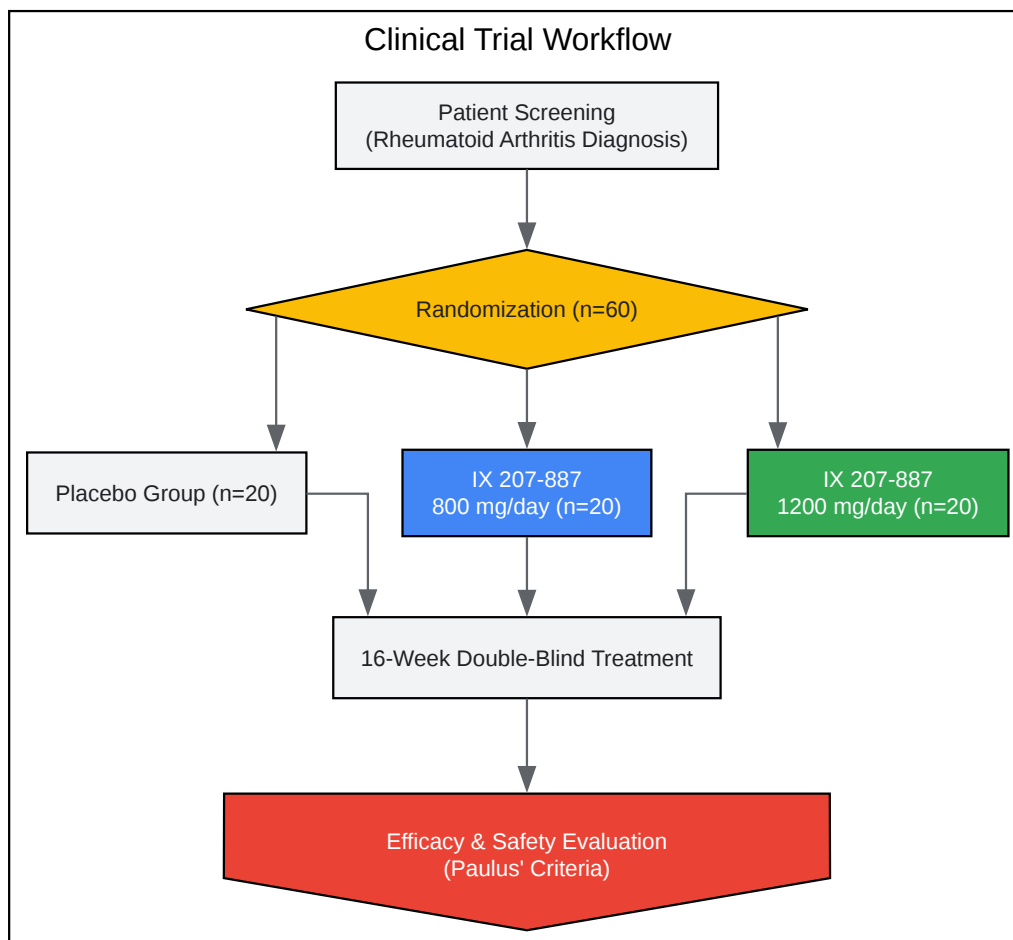 Clinical Trial Workflow
Patient Screening
(Rheumatoid Arthritis Diagnosis)
Randomization (n=60)
Placebo Group (n=20)
IX 207-887
800 mg/day (n=20)
IX 207-887
1200 mg/day (n=20)
16-Week Double-Blind Treatment
Efficacy & Safety Evaluation
(Paulus' Criteria)